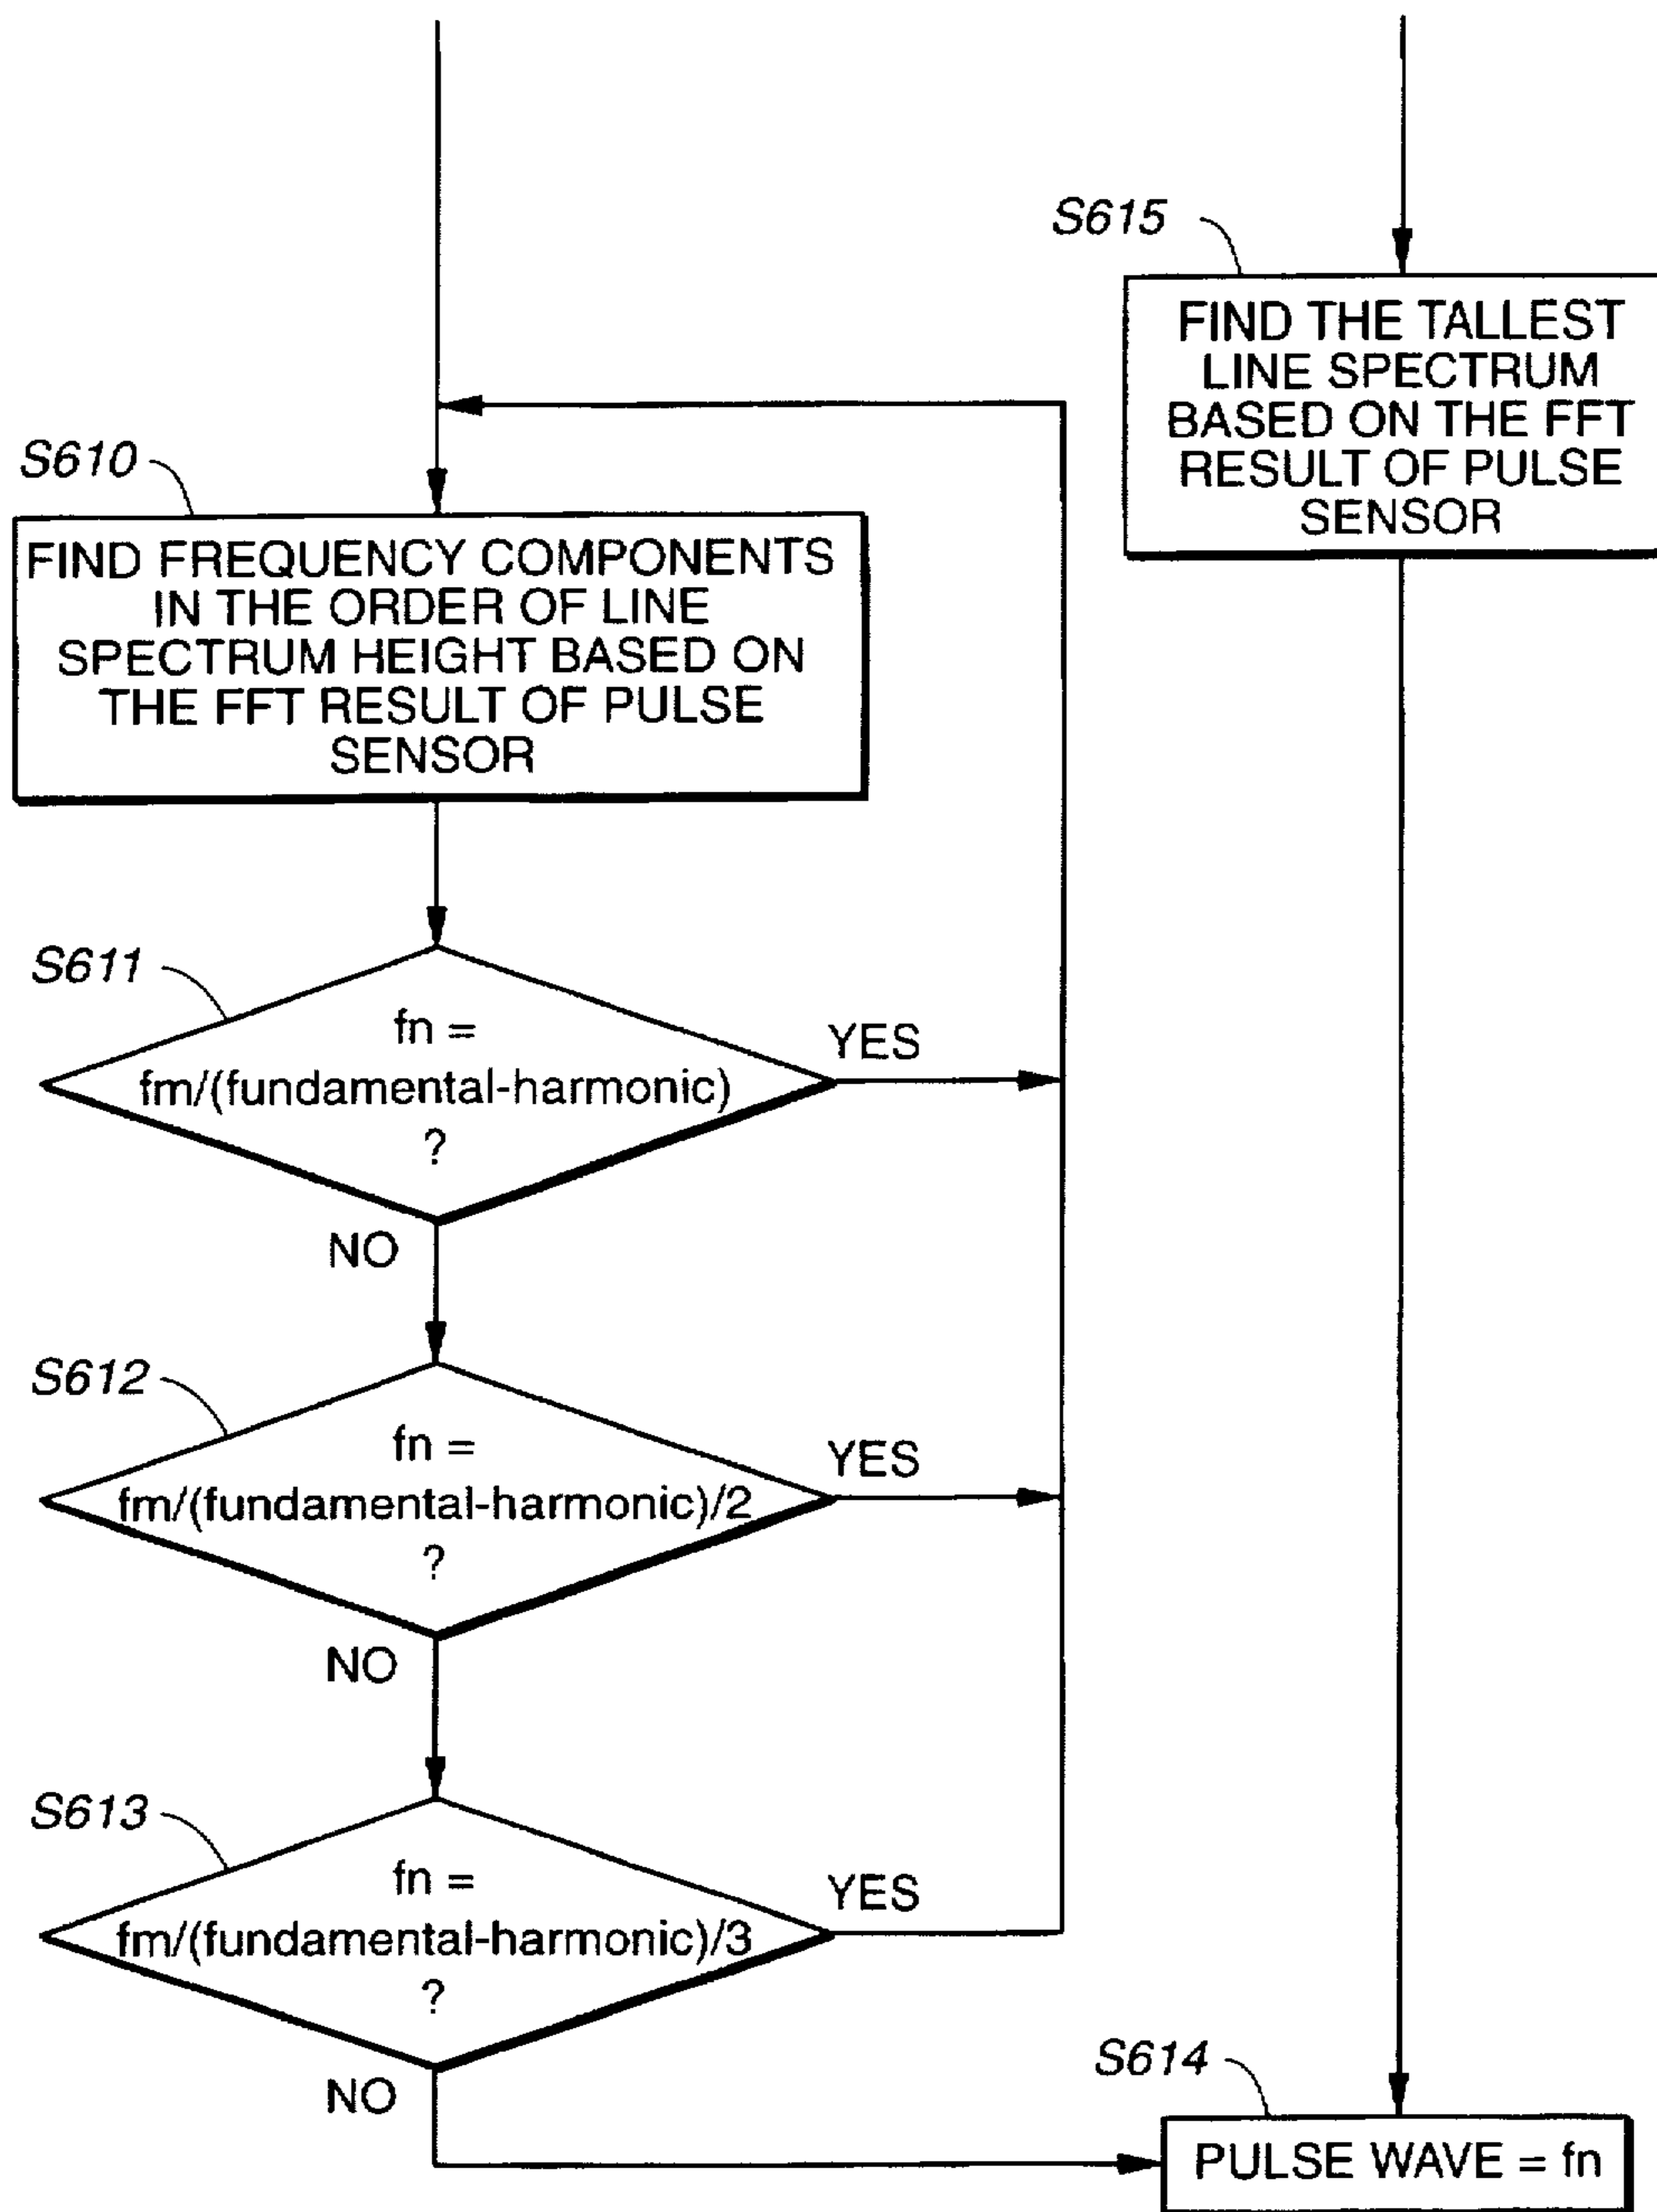 S615
FIND THE TALLEST
LINE SPECTRUM
BASED ON THE FFT
RESULT OF PULSE
SENSOR
S610
FIND FREQUENCY COMPONENTS
IN THE ORDER OF LINE
SPECTRUM HEIGHT BASED ON
THE FFT RESULT OF PULSE
SENSOR
S611
fn =
fm/(fundamental-harmonic)
?
YES
NO
S612
fn =
fm/(fundamental-harmonic)/2
?
YES
NO
S613
fn =
fm/(fundamental-harmonic)/3
?
YES
NO
S614
PULSE WAVE = fn